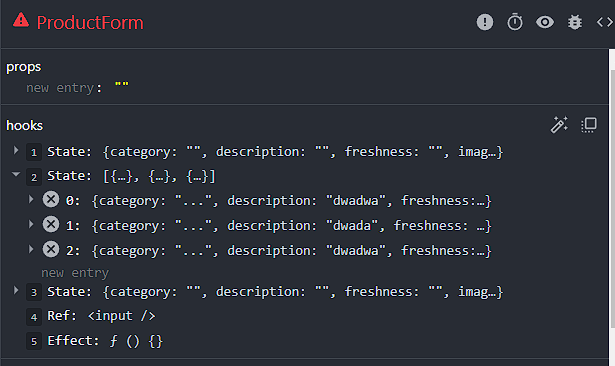 ProductForm
props
new entry: ""
hooks
1 State: {category: "", description: "", freshness: "", imag…}
2 State: [{…}, {…}, {…}]
0: {category: "...", description: "dwadwa", freshness:…}
1: {category: "...", description: "dwada", freshness: …}
2: {category: "...", description: "dwadwa", freshness:…}
new entry
3 State: {category: "", description: "", freshness: "", imag…}
4 Ref: <input />
5 Effect: ƒ () {}